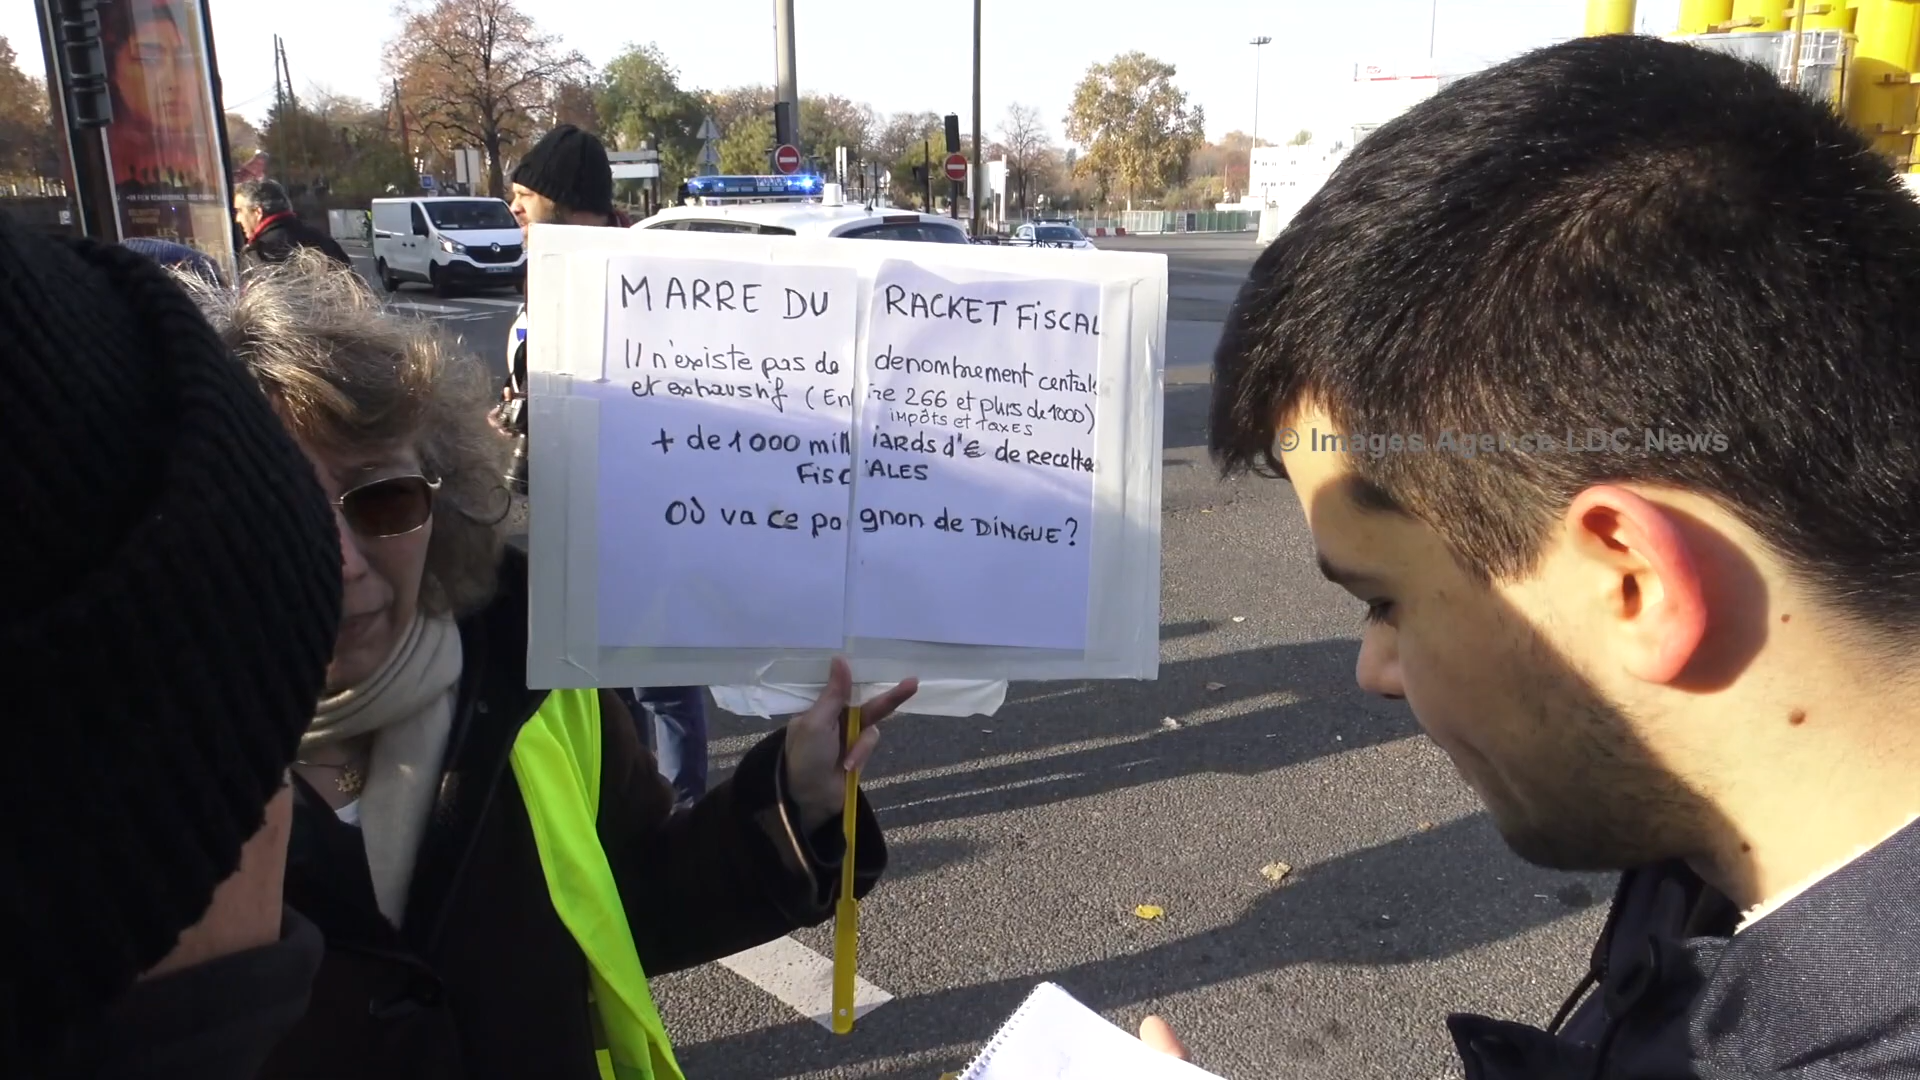 MARRE DU RACKET FiSCAL
Il n'existe pas de denombrement central
et exhaustif (Entre 266 et plus de 1000)
impôts et TAXES
+ de 1000 milliards d'€ de Recettes
FiscALES
Où va ce pognon de DiNGUE?
© Images Agence LDC News
POLICE